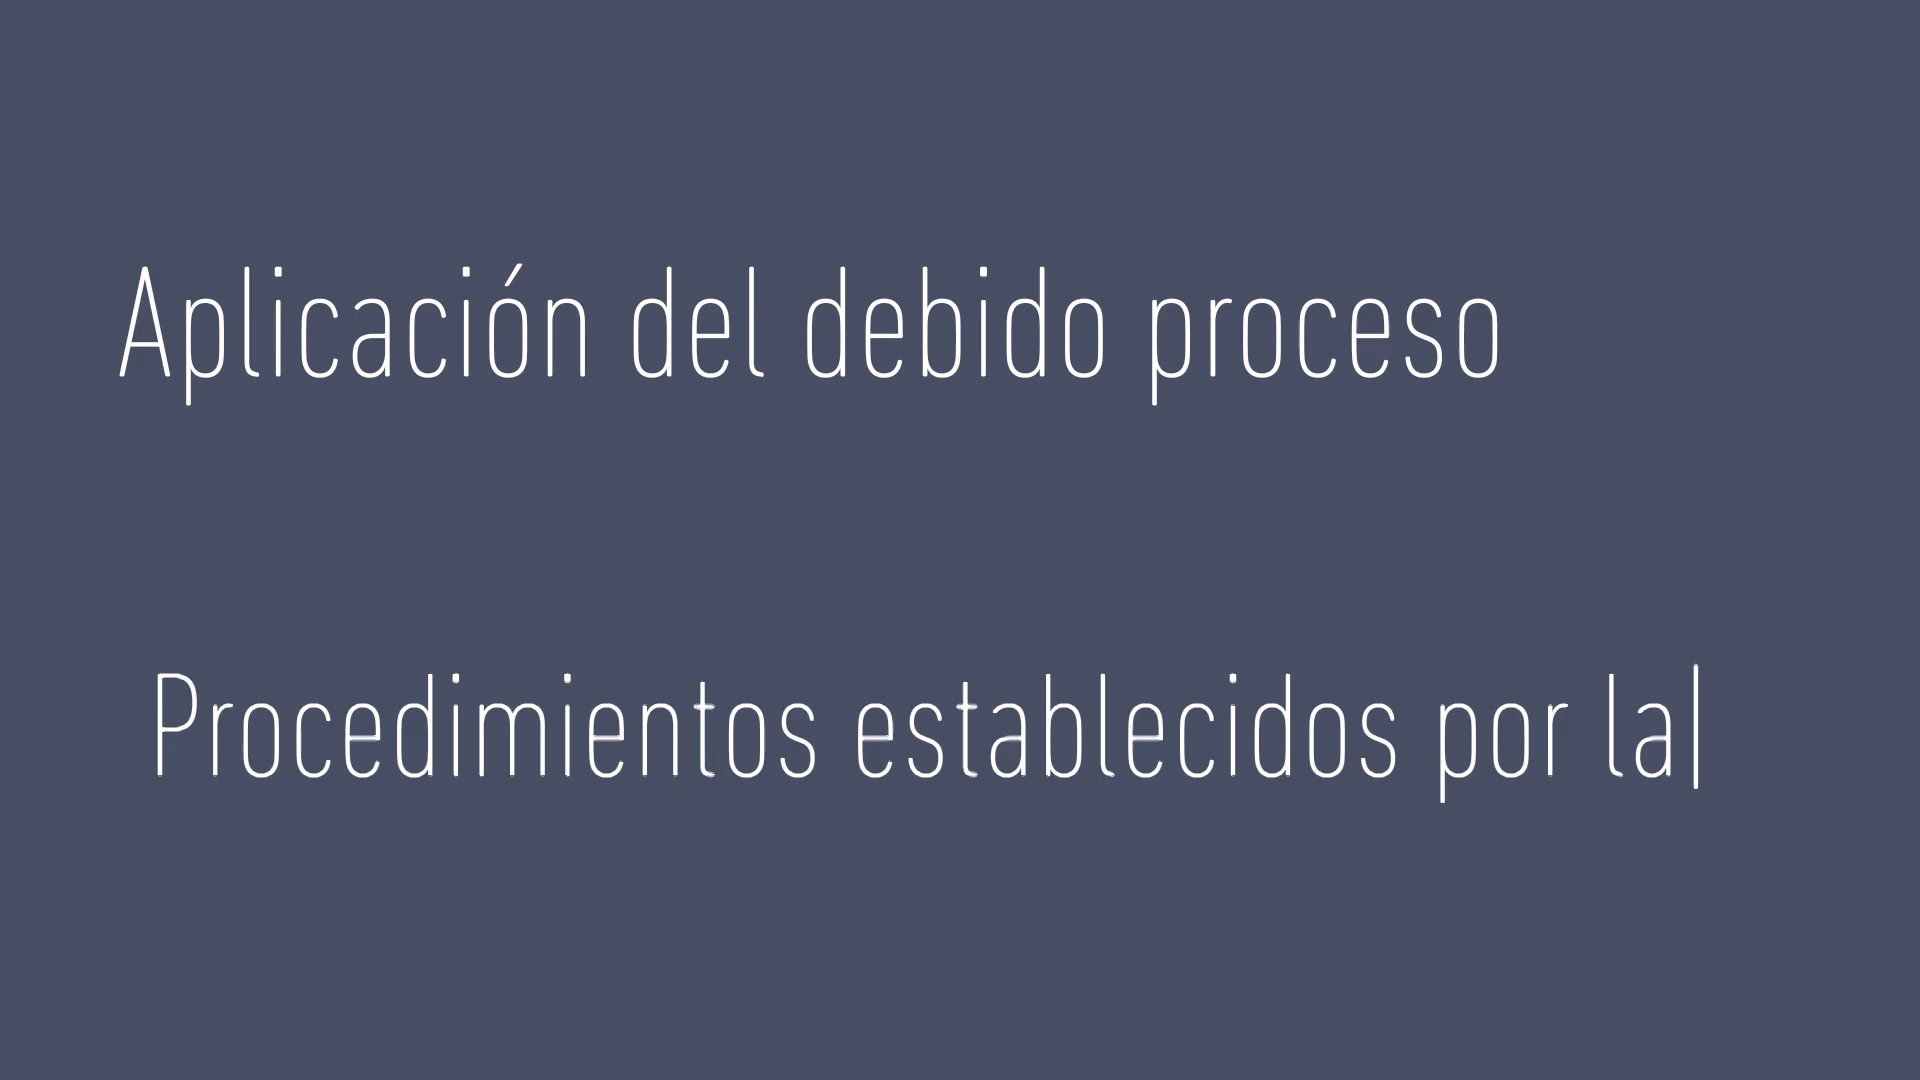 Aplicación del debido proceso
Procedimientos establecidos por la